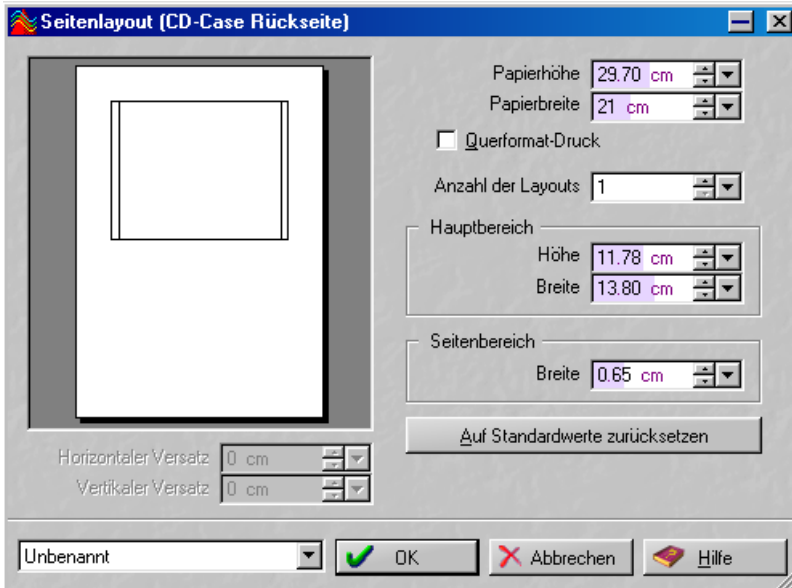 Seitenlayout (CD-Case Rückseite)
Papierhöhe 29.70 cm
Papierbreite 21 cm
Querformat-Druck
Anzahl der Layouts 1
Hauptbereich
Höhe 11.78 cm
Breite 13.80 cm
Seitenbereich
Breite 0.65 cm
Auf Standardwerte zurücksetzen
Horizontaler Versatz 0 cm
Vertikaler Versatz 0 cm
Unbenannt OK Abbrechen Hilfe